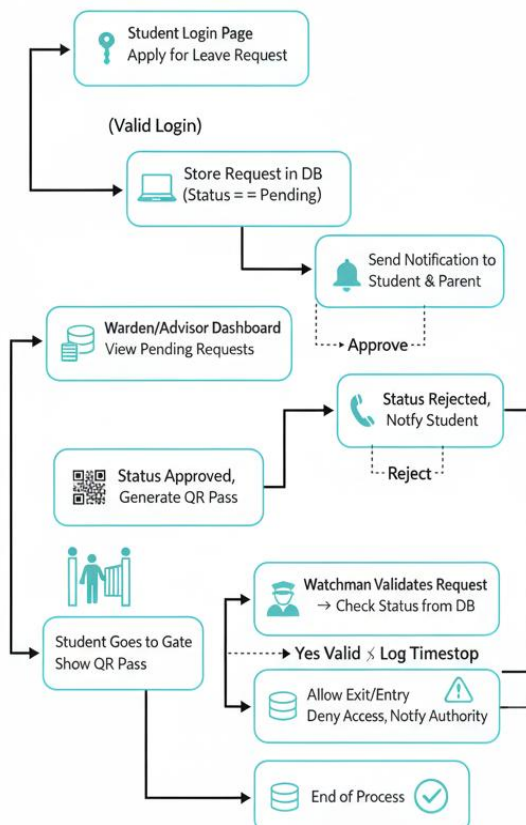 Student Login Page
Apply for Leave Request
(Valid Login)
Store Request in DB
(Status = = Pending)
Send Notification to
Student & Parent
Approve
Warden/Advisor Dashboard
View Pending Requests
Status Rejected,
Notfy Student
Reject
Status Approved,
Generate QR Pass
Watchman Validates Request
→ Check Status from DB
Student Goes to Gate
Show QR Pass
Yes Valid ⨯ Log Timestop
Allow Exit/Entry
Deny Access, Notfy Authority
End of Process